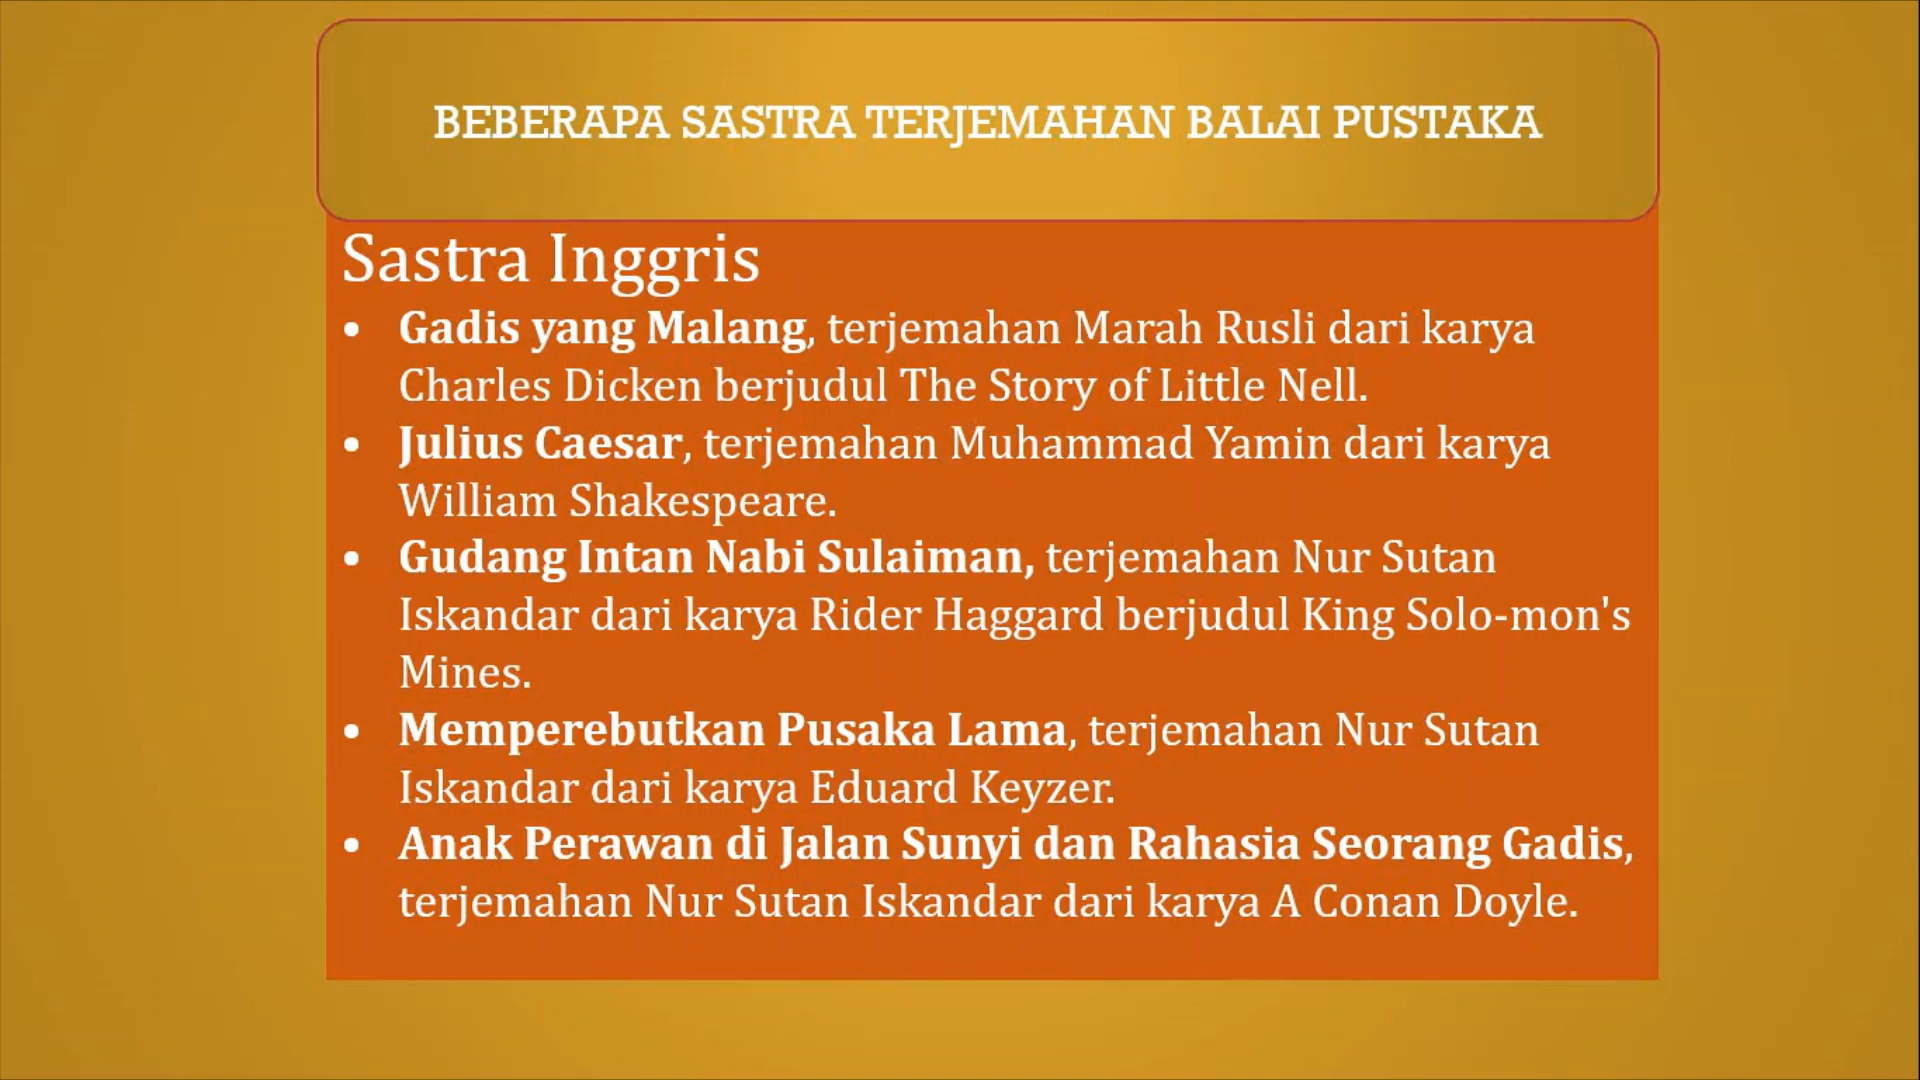 BEBERAPA SASTRA TERJEMAHAN BALAI PUSTAKA
Sastra Inggris
• Gadis yang Malang, terjemahan Marah Rusli dari karya
Charles Dicken berjudul The Story of Little Nell.
• Julius Caesar, terjemahan Muhammad Yamin dari karya
William Shakespeare.
• Gudang Intan Nabi Sulaiman, terjemahan Nur Sutan
Iskandar dari karya Rider Haggard berjudul King Solo-mon's
Mines.
• Memperebutkan Pusaka Lama, terjemahan Nur Sutan
Iskandar dari karya Eduard Keyzer.
• Anak Perawan di Jalan Sunyi dan Rahasia Seorang Gadis,
terjemahan Nur Sutan Iskandar dari karya A Conan Doyle.